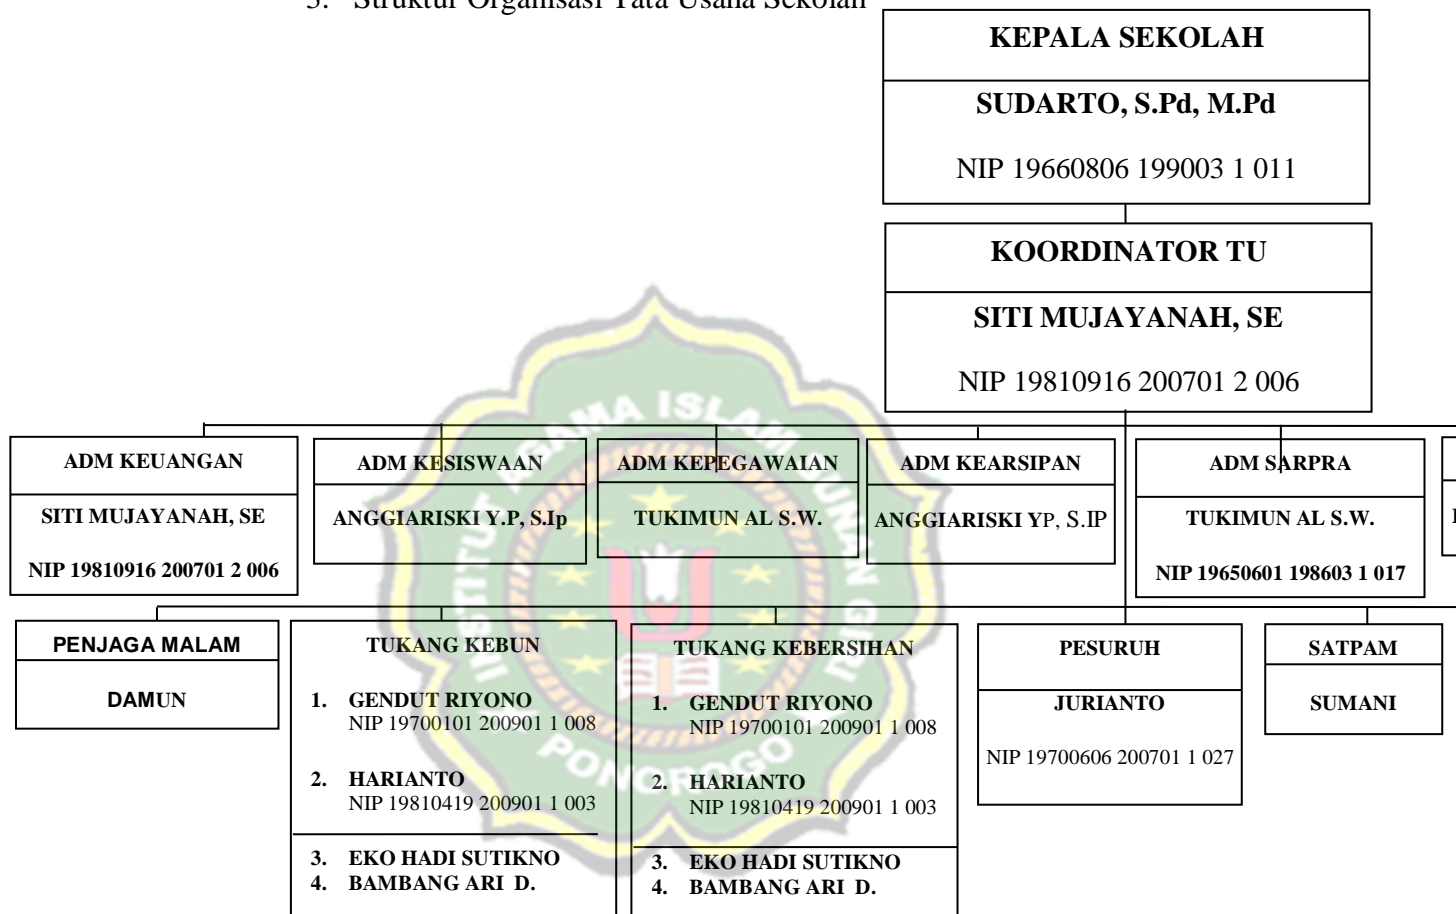 3. Struktur Organisasi Tata Usaha Sekolah
KEPALA SEKOLAH
SUDARTO, S.Pd, M.Pd
NIP 19660806 199003 1 011
KOORDINATOR TU
SITI MUJAYANAH, SE
NIP 19810916 200701 2 006
ADM KEUANGAN
SITI MUJAYANAH, SE
NIP 19810916 200701 2 006
ADM KESISWAAN
ANGGIARISKI Y.P, S.Ip
ADM KEPEGAWAIAN
TUKIMUN AL S.W.
ADM KEARSIPAN
ANGGIARISKI YP, S.IP
ADM SARPRA
TUKIMUN AL S.W.
NIP 19650601 198603 1 017
PENJAGA MALAM
DAMUN
TUKANG KEBUN
1. GENDUT RIYONO
NIP 19700101 200901 1 008
2. HARIANTO
NIP 19810419 200901 1 003
3. EKO HADI SUTIKNO
4. BAMBANG ARI D.
TUKANG KEBERSIHAN
1. GENDUT RIYONO
NIP 19700101 200901 1 008
2. HARIANTO
NIP 19810419 200901 1 003
3. EKO HADI SUTIKNO
4. BAMBANG ARI D.
PESURUH
JURIANTO
NIP 19700606 200701 1 027
SATPAM
SUMANI
INSTITUT AGAMA ISLAM SUNAN GIRI
PONOROGO